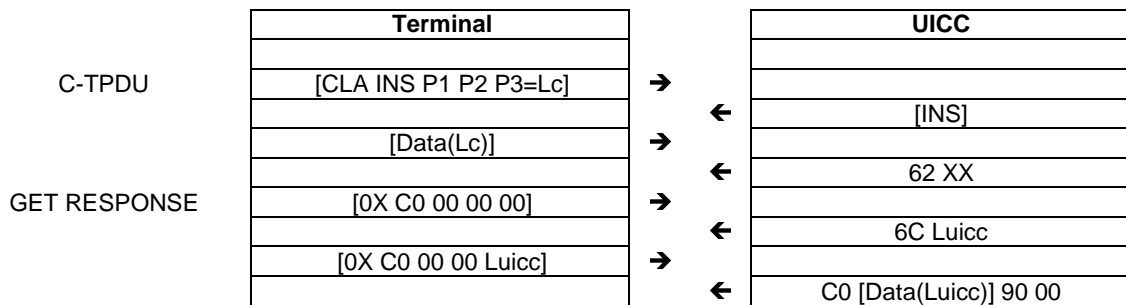 Terminal UICC
C-TPDU [CLA INS P1 P2 P3=Lc] →
← [INS]
[Data(Lc)] →
← 62 XX
GET RESPONSE [0X C0 00 00 00] →
← 6C Luicc
[0X C0 00 00 Luicc] →
← C0 [Data(Luicc)] 90 00